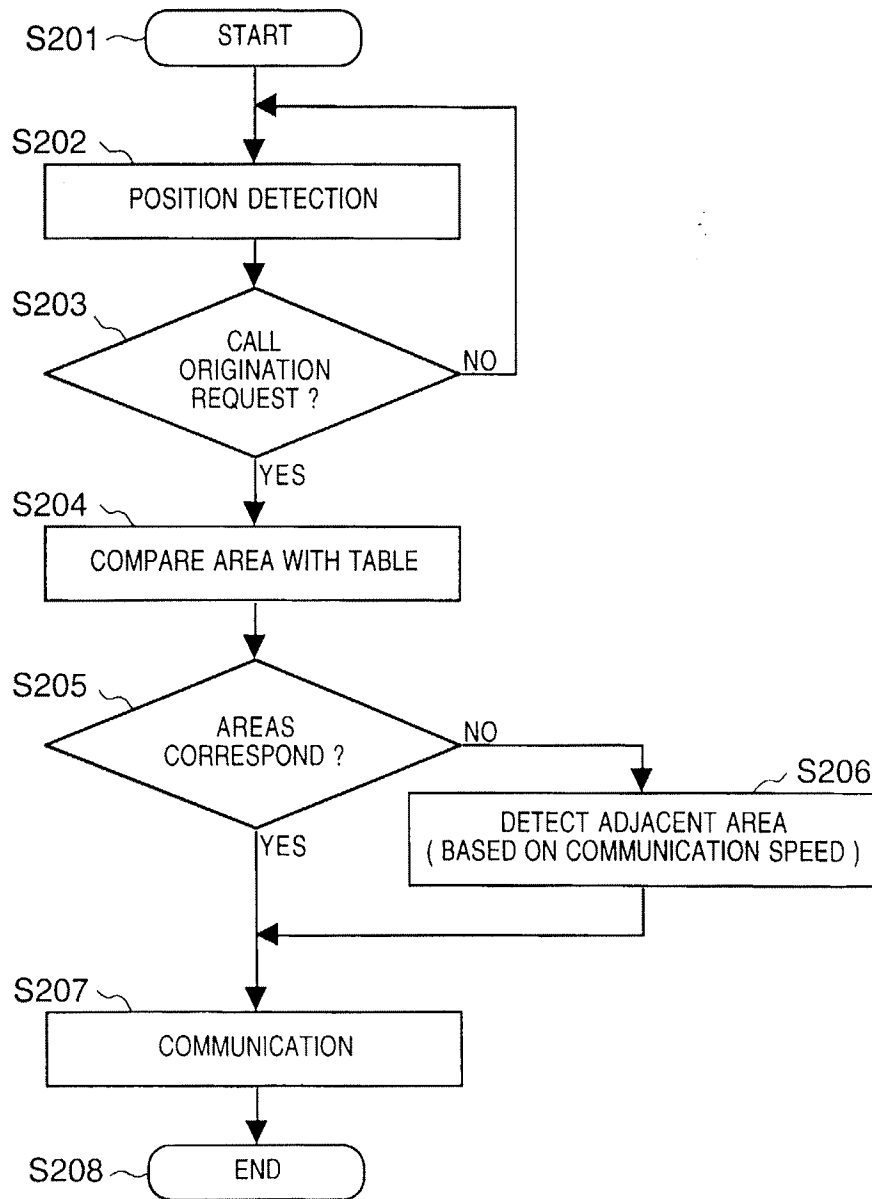 S201
START
S202
POSITION DETECTION
S203
CALL
ORIGINATION
REQUEST ?
NO
YES
S204
COMPARE AREA WITH TABLE
S205
AREAS
CORRESPOND ?
NO
YES
S206
DETECT ADJACENT AREA
( BASED ON COMMUNICATION SPEED )
S207
COMMUNICATION
S208
END